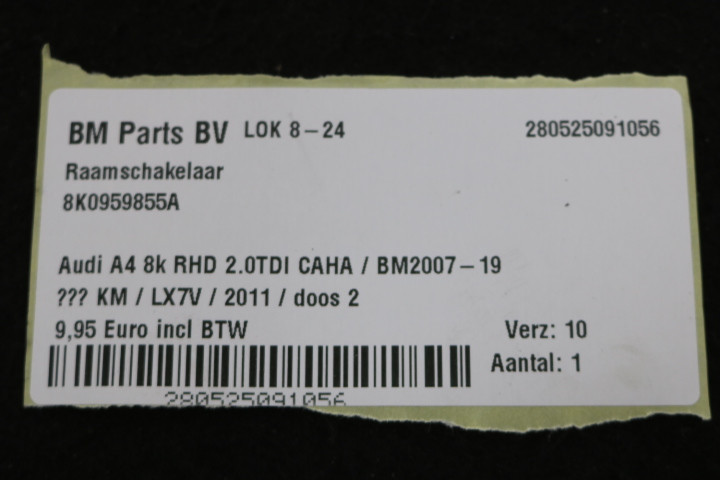 BM Parts BV LOK 8-24 280525091056
Raamschakelaar
8K0959855A
Audi A4 8k RHD 2.0TDI CAHA / BM2007-19
??? KM / LX7V / 2011 / doos 2
9,95 Euro incl BTW Verz: 10
Aantal: 1
280525091056